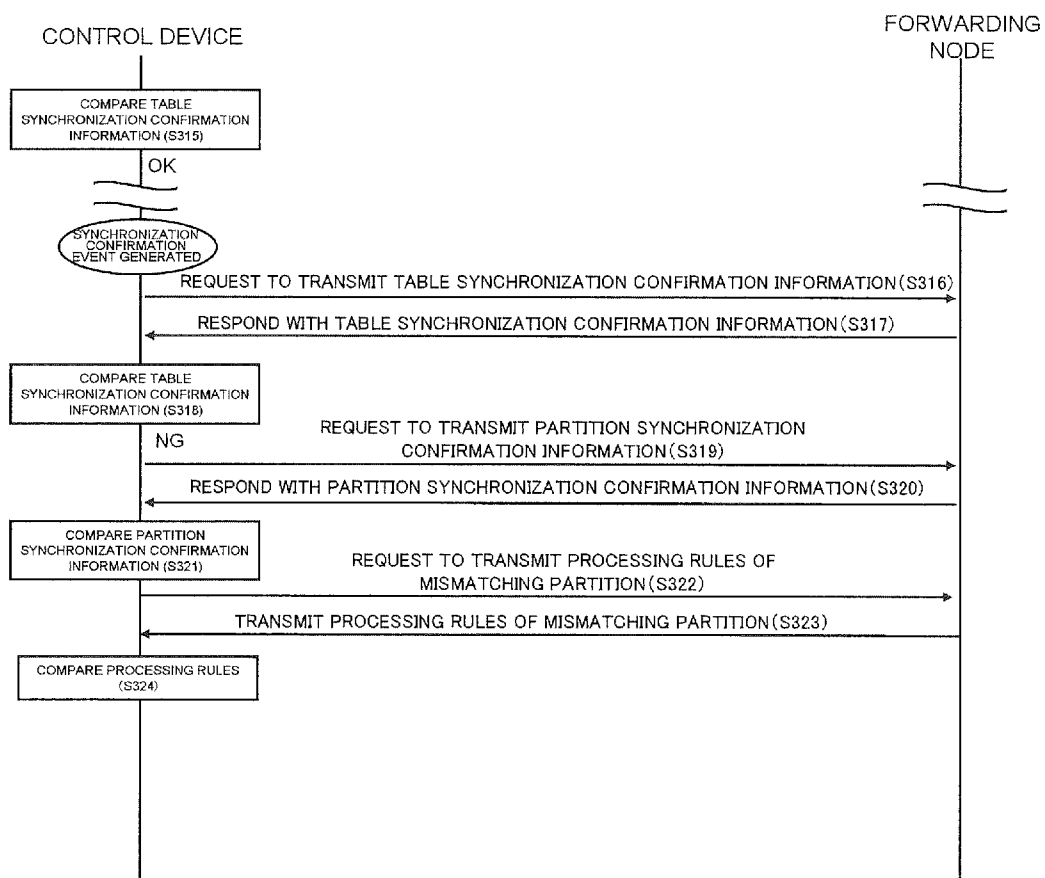 CONTROL DEVICE
FORWARDING
NODE
COMPARE TABLE
SYNCHRONIZATION CONFIRMATION
INFORMATION (S315)
OK
SYNCHRONIZATION
CONFIRMATION
EVENT GENERATED
REQUEST TO TRANSMIT TABLE SYNCHRONIZATION CONFIRMATION INFORMATION(S316)
RESPOND WITH TABLE SYNCHRONIZATION CONFIRMATION INFORMATION(S317)
COMPARE TABLE
SYNCHRONIZATION CONFIRMATION
INFORMATION (S318)
NG
REQUEST TO TRANSMIT PARTITION SYNCHRONIZATION
CONFIRMATION INFORMATION(S319)
RESPOND WITH PARTITION SYNCHRONIZATION CONFIRMATION INFORMATION(S320)
COMPARE PARTITION
SYNCHRONIZATION CONFIRMATION
INFORMATION (S321)
REQUEST TO TRANSMIT PROCESSING RULES OF
MISMATCHING PARTITION(S322)
TRANSMIT PROCESSING RULES OF MISMATCHING PARTITION(S323)
COMPARE PROCESSING RULES
(S324)